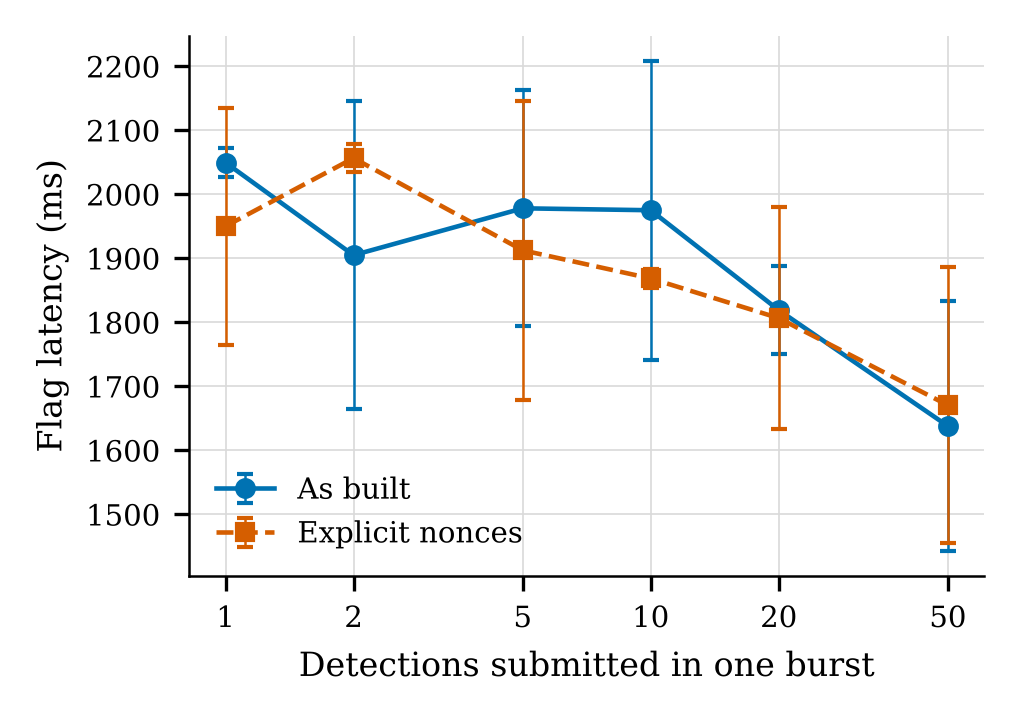 Flag latency (ms)
2200
2100
2000
1900
1800
1700
1600
1500
As built
Explicit nonces
1 2 5 10 20 50
Detections submitted in one burst